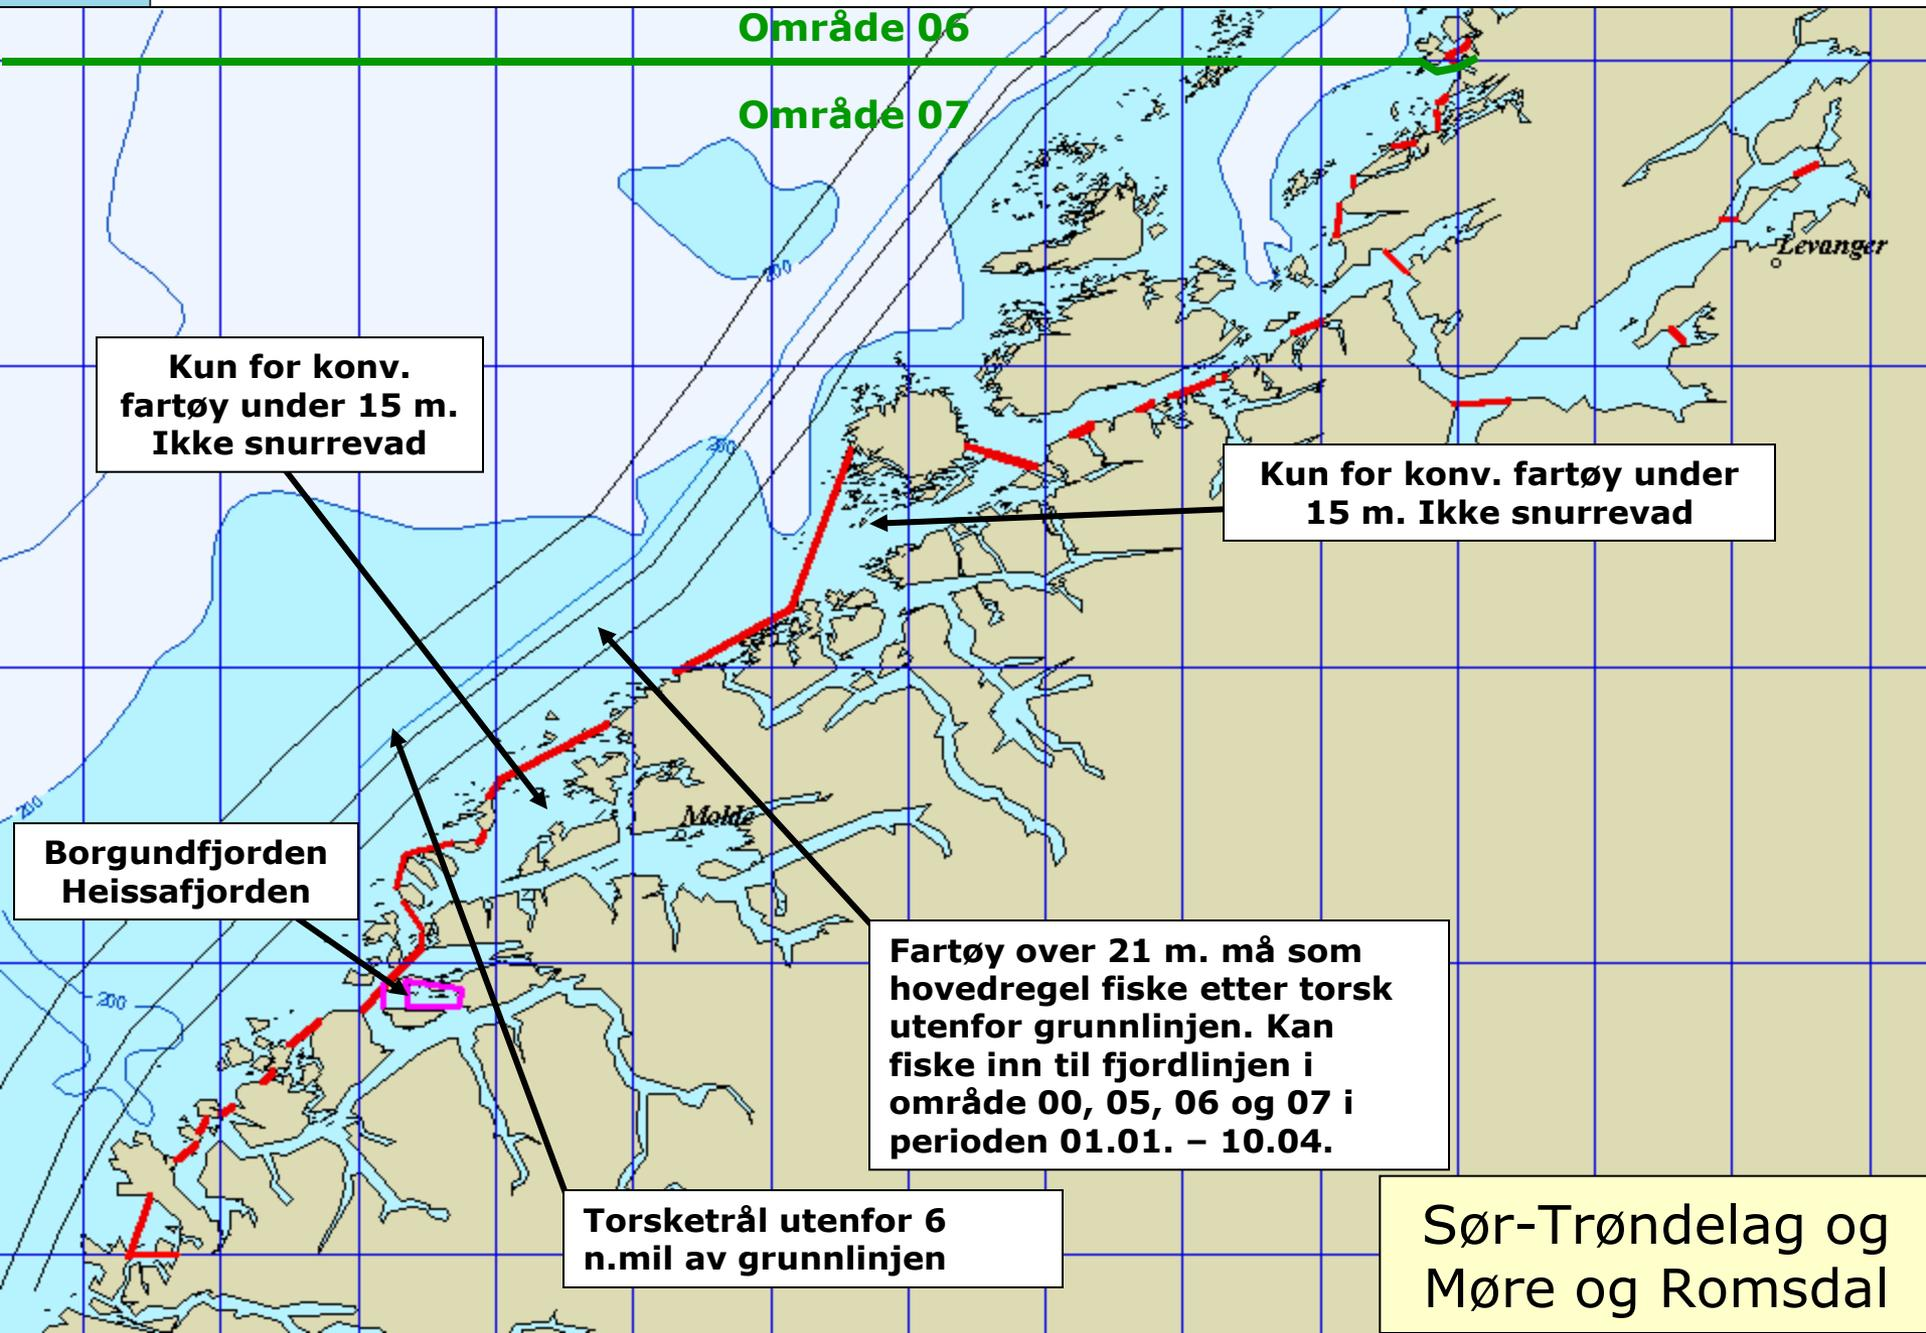 Område 06
Område 07
Levanger
200
Kun for konv.
fartøy under 15 m.
Ikke snurrevad
200
Kun for konv. fartøy under
15 m. Ikke snurrevad
200
Molde
Borgundfjorden
Heissafjorden
Fartøy over 21 m. må som
hovedregel fiske etter torsk
utenfor grunnlinjen. Kan
fiske inn til fjordlinjen i
område 00, 05, 06 og 07 i
perioden 01.01. – 10.04.
200
Torsketrål utenfor 6
n.mil av grunnlinjen
Sør-Trøndelag og
Møre og Romsdal